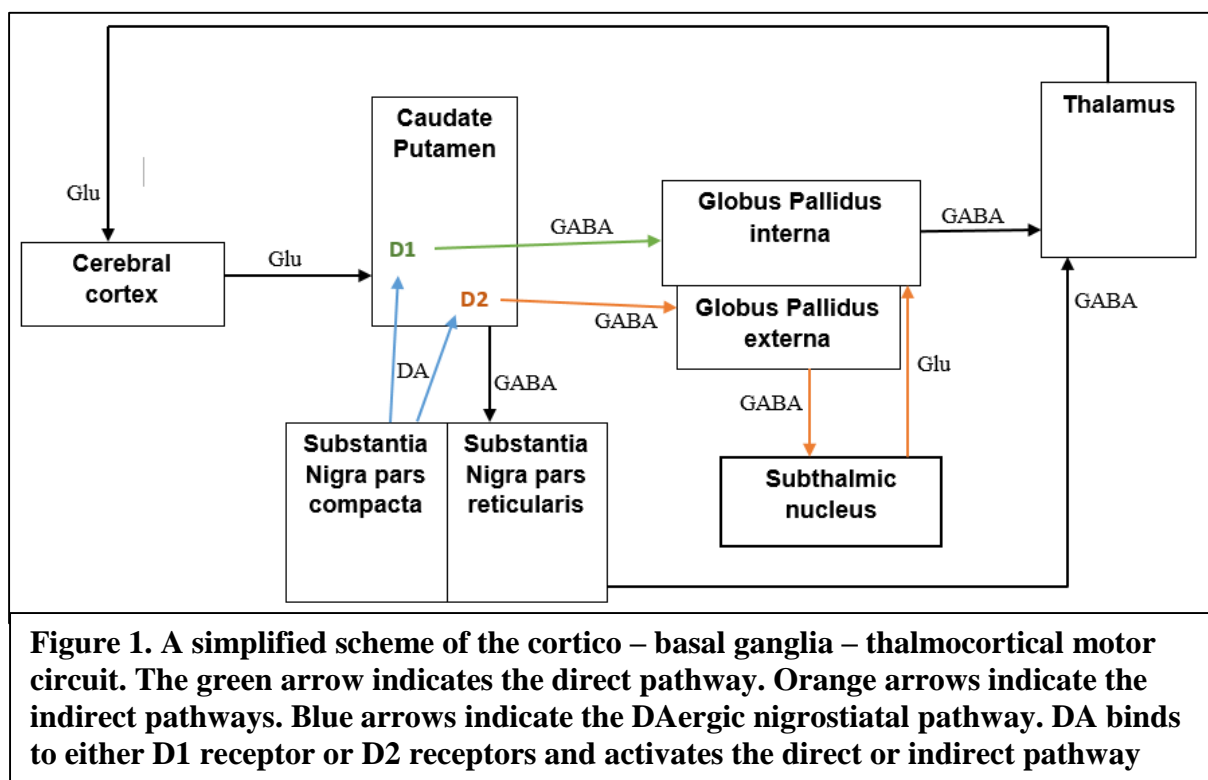 Caudate
Putamen
Thalamus
Glu
Globus Pallidus
interna
GABA
GABA
D1
Cerebral
cortex
Glu
D2
GABA
Globus Pallidus
externa
GABA
DA
GABA
Glu
GABA
Substantia
Nigra pars
compacta
Substantia
Nigra pars
reticularis
Subthalmic
nucleus
Figure 1. A simplified scheme of the cortico – basal ganglia – thalmocortical motor
circuit. The green arrow indicates the direct pathway. Orange arrows indicate the
indirect pathways. Blue arrows indicate the DAergic nigrostiatal pathway. DA binds
to either D1 receptor or D2 receptors and activates the direct or indirect pathway